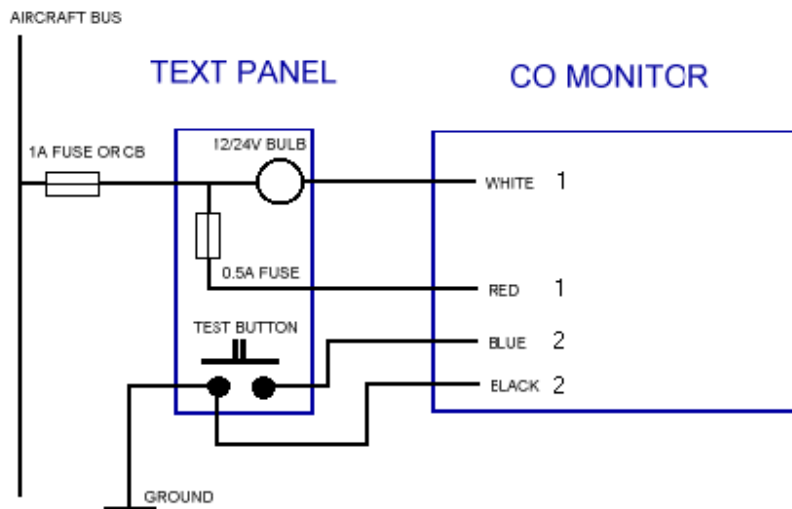 AIRCRAFT BUS
TEXT PANEL
CO MONITOR
1A FUSE OR CB
12/24V BULB
WHITE 1
0.5A FUSE
RED 1
TEST BUTTON
BLUE 2
ELACK 2
GROUND